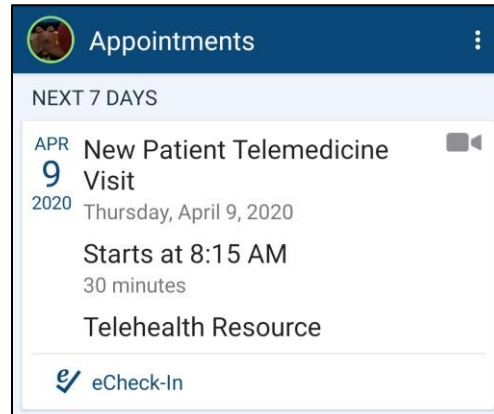 Appointments
NEXT 7 DAYS
APR
9
2020
New Patient Telemedicine
Visit
Thursday, April 9, 2020
Starts at 8:15 AM
30 minutes
Telehealth Resource
eCheck-In